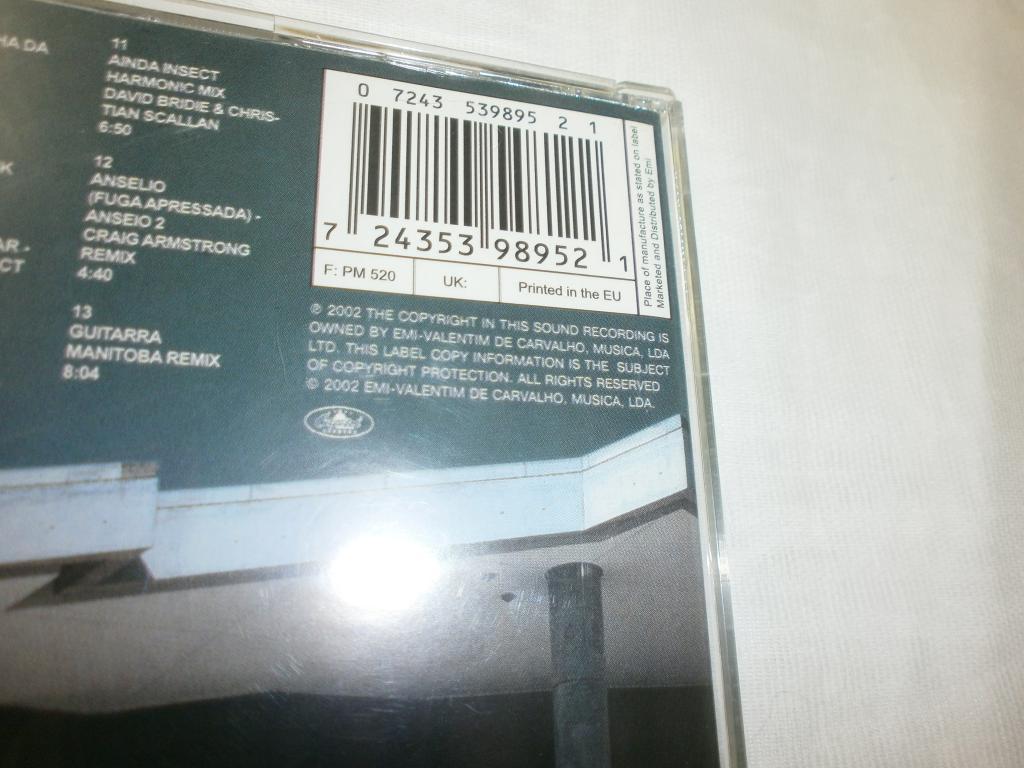 HA DA
K
AR -
CT
11
AINDA INSECT
HARMONIC MIX
DAVID BRIDIE & CHRIS-
TIAN SCALLAN
6:50
12
ANSELIO
(FUGA APRESSADA) -
ANSEIO 2
CRAIG ARMSTRONG
REMIX
4:40
13
GUITARRA
MANITOBA REMIX
8:04
0 7243 539895 2 1
7 24353 98952 1
F: PM 520
UK:
Printed in the EU
Place of manufacture as stated on label
Marketed and Distributed by Emi
℗ 2002 THE COPYRIGHT IN THIS SOUND RECORDING IS
OWNED BY EMI-VALENTIM DE CARVALHO, MUSICA, LDA
LTD. THIS LABEL COPY INFORMATION IS THE SUBJECT
OF COPYRIGHT PROTECTION. ALL RIGHTS RESERVED
© 2002 EMI-VALENTIM DE CARVALHO, MUSICA, LDA.